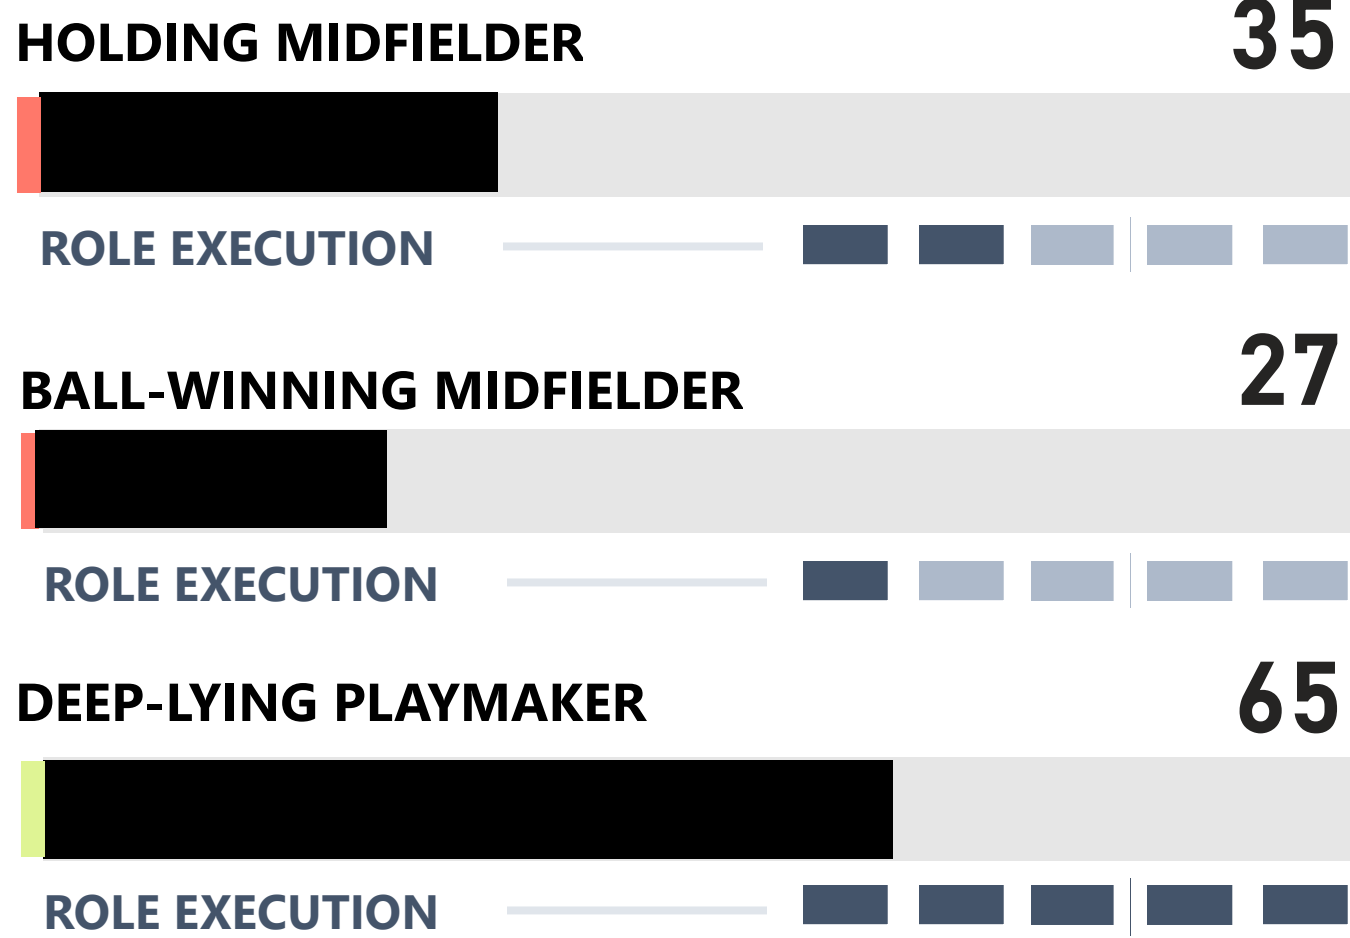 HOLDING MIDFIELDER 35
ROLE EXECUTION
BALL-WINNING MIDFIELDER 27
ROLE EXECUTION
DEEP-LYING PLAYMAKER 65
ROLE EXECUTION